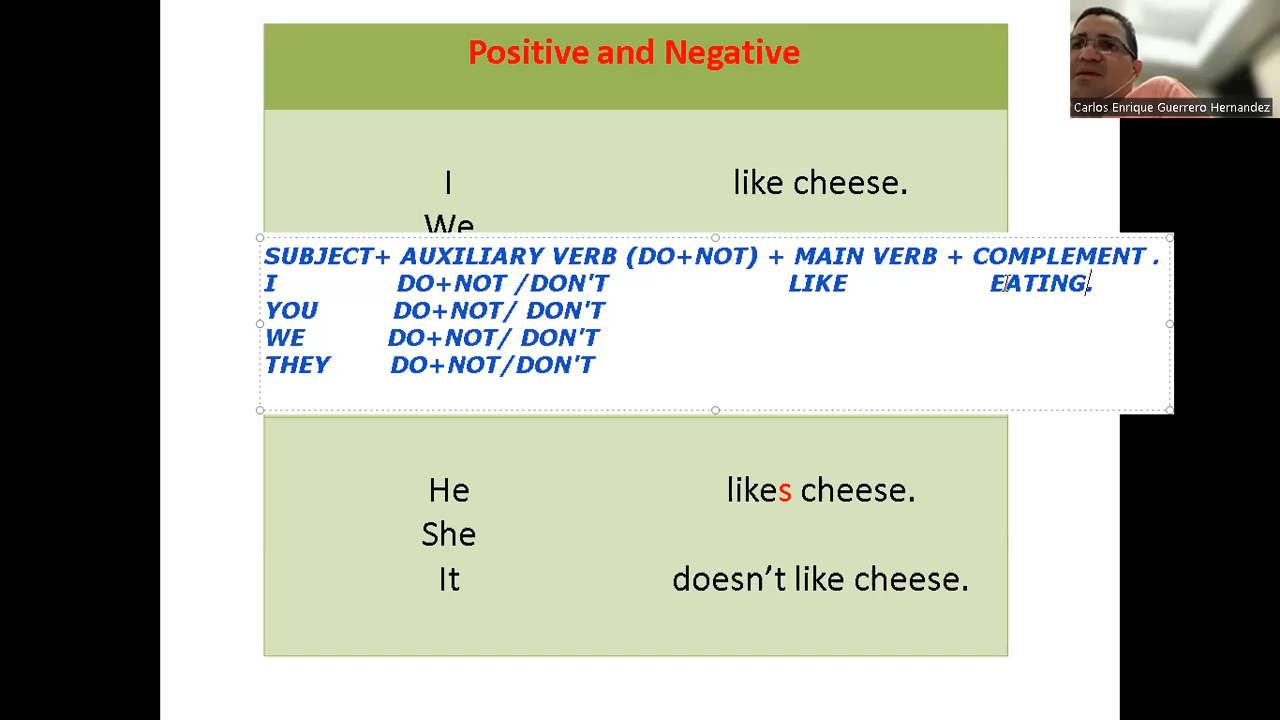 Positive and Negative
Carlos Enrique Guerrero Hernandez
I like cheese.
We
SUBJECT+ AUXILIARY VERB (DO+NOT) + MAIN VERB + COMPLEMENT .
I DO+NOT /DON'T LIKE EATING.
YOU DO+NOT/ DON'T
WE DO+NOT/ DON'T
THEY DO+NOT/DON'T
He likes cheese.
She
It doesn’t like cheese.